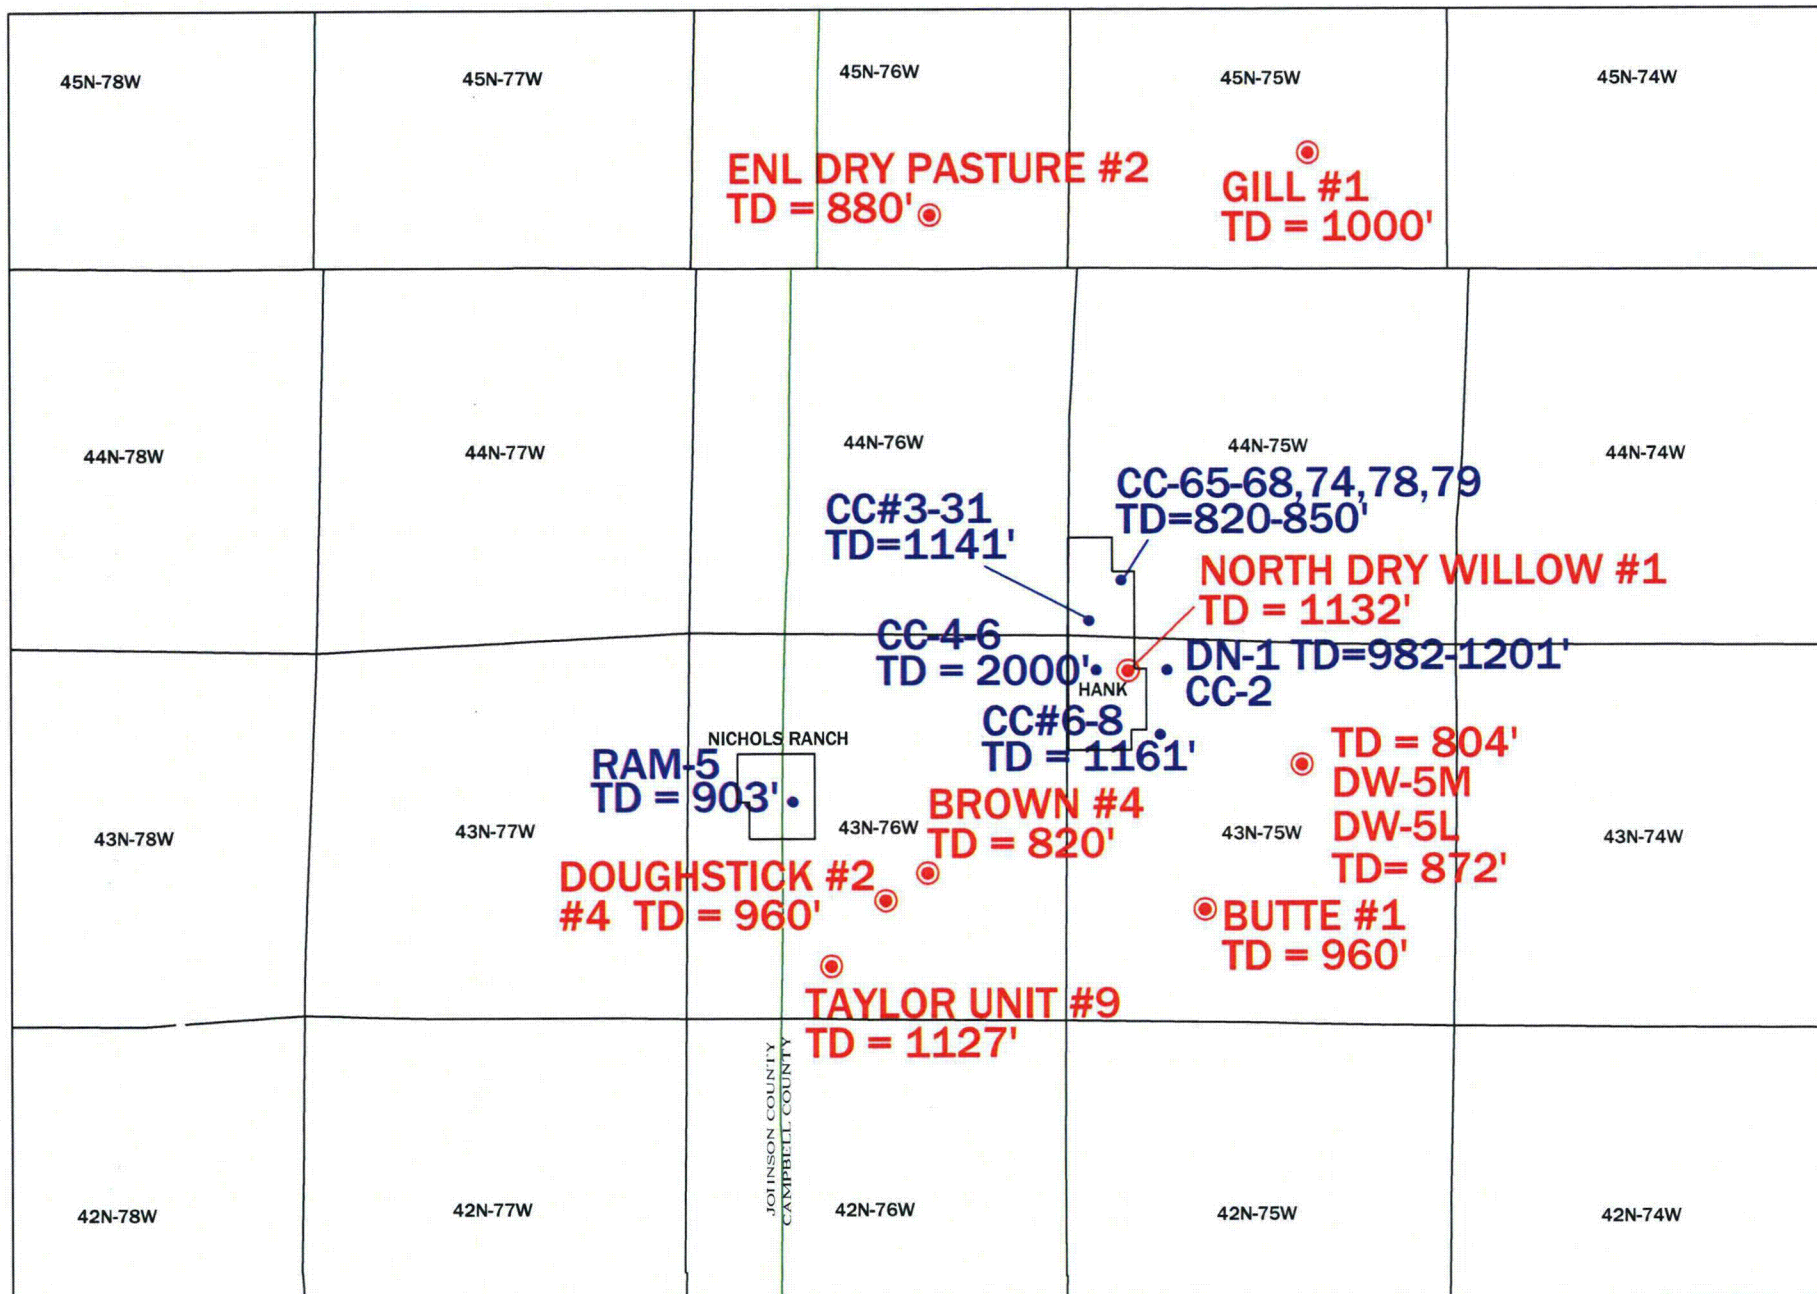 45N-78W
45N-77W
45N-76W
45N-75W
45N-74W
ENL DRY PASTURE #2
TD = 880'
GILL #1
TD = 1000'
44N-78W
44N-77W
44N-76W
44N-75W
44N-74W
CC#3-31
TD=1141'
CC-65-68,74,78,79
TD=820-850'
NORTH DRY WILLOW #1
TD = 1132'
CC-4-6
TD = 2000'
DN-1 TD=982-1201'
CC-2
HANK
CC#6-8
TD = 1161'
NICHOLS RANCH
RAM-5
TD = 903'
TD = 804'
DW-5M
DW-5L
TD= 872'
BROWN #4
TD = 820'
43N-78W
43N-77W
43N-76W
43N-75W
43N-74W
DOUGHSTICK #2
#4 TD = 960'
BUTTE #1
TD = 960'
TAYLOR UNIT #9
TD = 1127'
JOHNSON COUNTY
CAMPBELL COUNTY
42N-78W
42N-77W
42N-76W
42N-75W
42N-74W